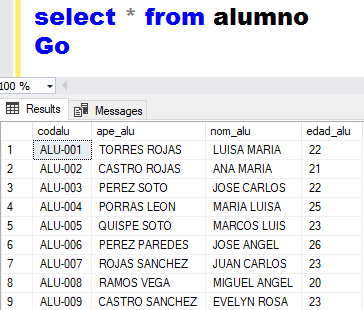 select * from alumno
Go
100 %
Results Messages
codalu ape_alu nom_alu edad_alu
1 ALU-001 TORRES ROJAS LUISA MARIA 22
2 ALU-002 CASTRO ROJAS ANA MARIA 21
3 ALU-003 PEREZ SOTO JOSE CARLOS 22
4 ALU-004 PORRAS LEON MARIA LUISA 25
5 ALU-005 QUISPE SOTO MARCOS LUIS 23
6 ALU-006 PEREZ PAREDES JOSE ANGEL 26
7 ALU-007 ROJAS SANCHEZ JUAN CARLOS 23
8 ALU-008 RAMOS VEGA MIGUEL ANGEL 20
9 ALU-009 CASTRO SANCHEZ EVELYN ROSA 23